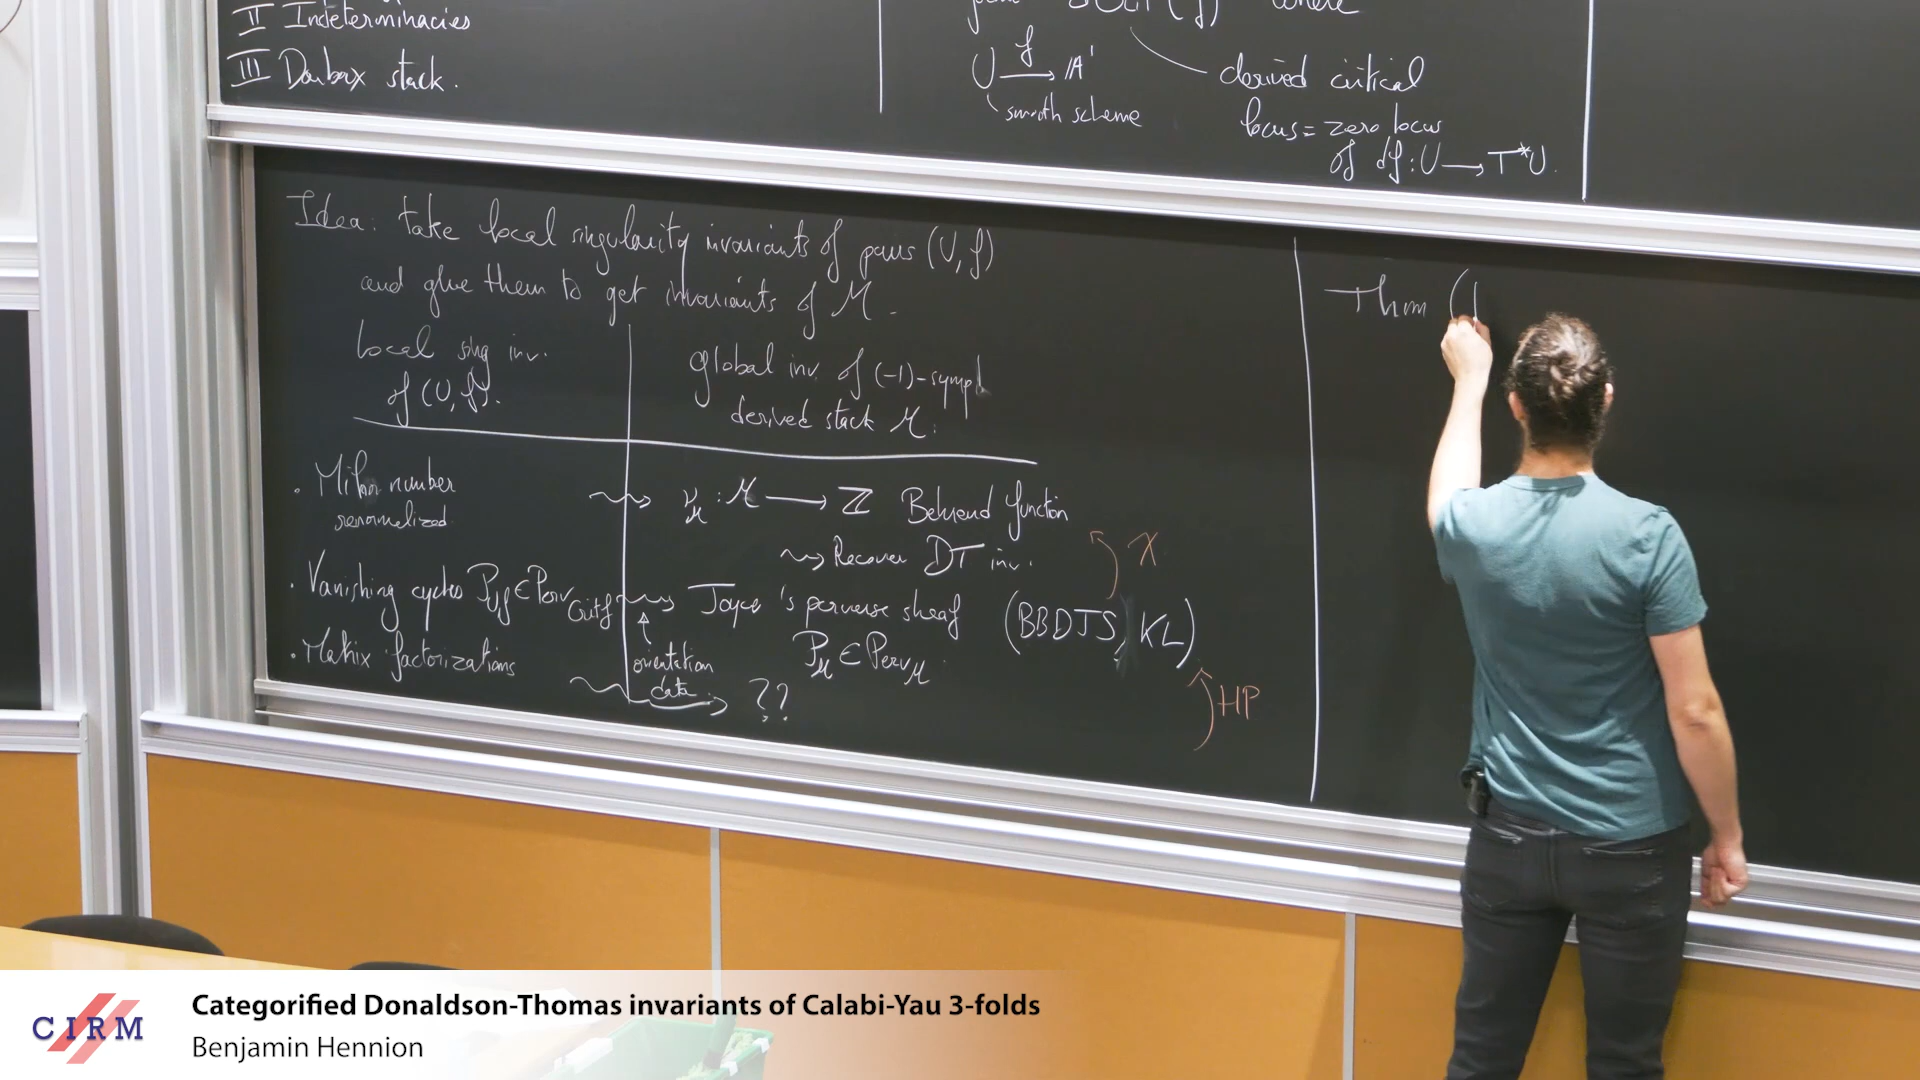 II Indeterminacies
III Darboux stack.
where
U —f→ 𝔸¹
smooth scheme
derived critical
locus = zero locus
of df : U → T*U.
Idea: take local singularity invariants of pairs (U, f)
and glue them to get invariants of M.
local sing inv.
of (U, f).
global inv. of (-1)-sympl
derived stack M.
. Milnor number
renormalized
⇝ ν_M : M → ℤ Behrend function
⇝ Recover DT inv.
χ
. Vanishing cycles P_{U,f} ∈ Perv_{Crit f} ⇝ Joyce's perverse sheaf (BBDJS, KL)
P_M ∈ Perv_M.
orientation
data.
. Matrix factorizations ⇝ ??
HP
Thm (
CIRM
Categorified Donaldson-Thomas invariants of Calabi-Yau 3-folds
Benjamin Hennion